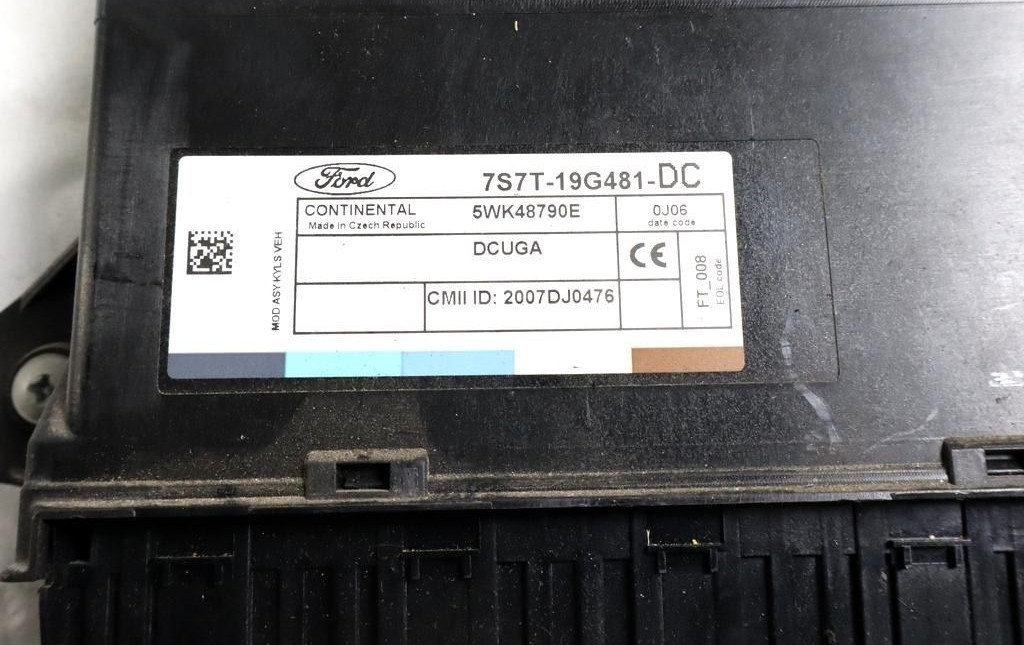 Ford
7S7T-19G481-DC
CONTINENTAL 5WK48790E 0J06
Made in Czech Republic date code
DCUGA
CMII ID: 2007DJ0476
MOD ASY KYLS VEH
FT_008
EOL code